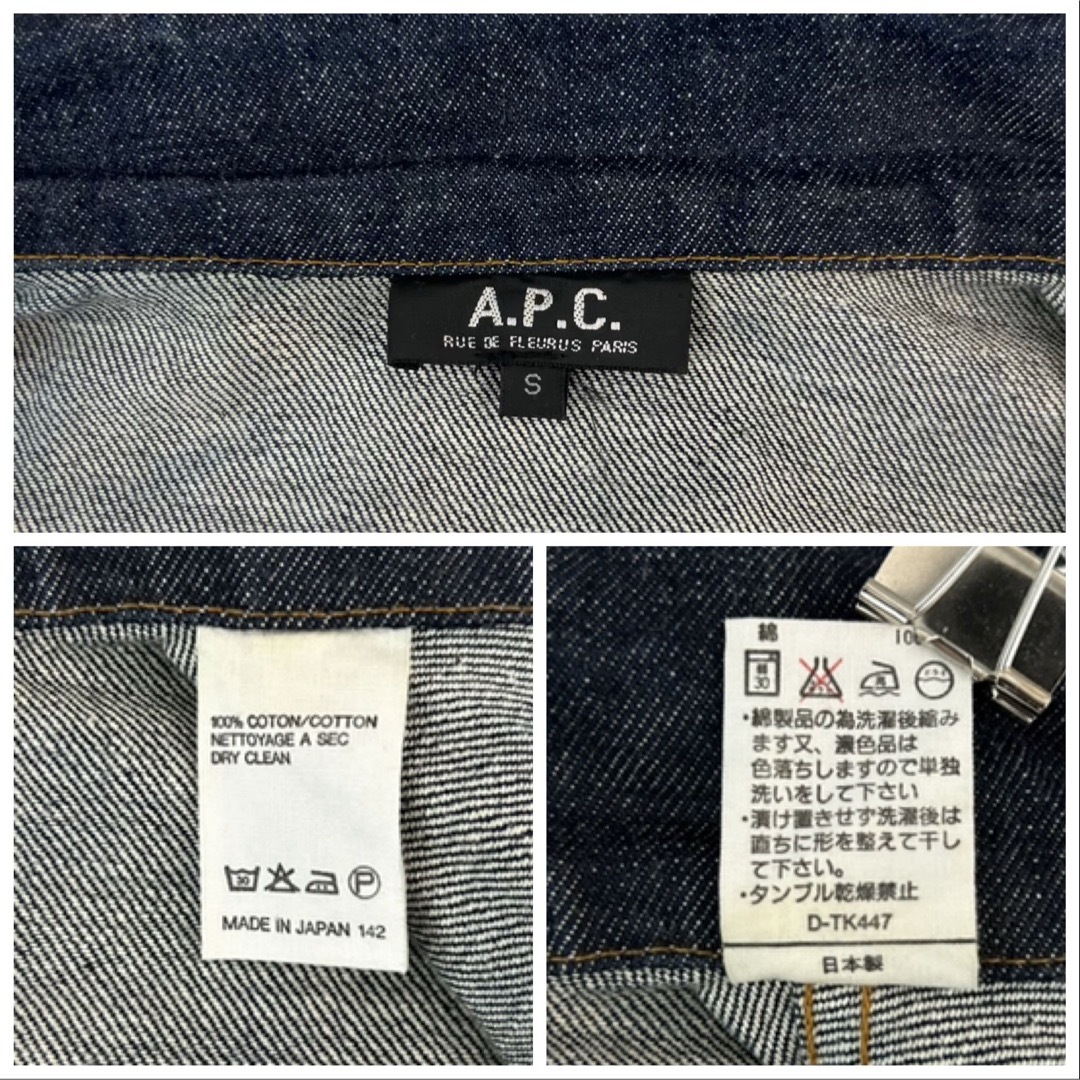 A.P.C.
RUE DE FLEURUS PARIS
S
100% COTON/COTTON
NETTOYAGE A SEC
DRY CLEAN
30
P
MADE IN JAPAN 142
綿
30
中
ドライ
・綿製品の為洗濯後縮み
ます又、濃色品は
色落ちしますので単独
洗いをして下さい
・漬け置きせず洗濯後は
直ちに形を整えて干し
て下さい。
・タンブル乾燥禁止
D-TK447
日本製